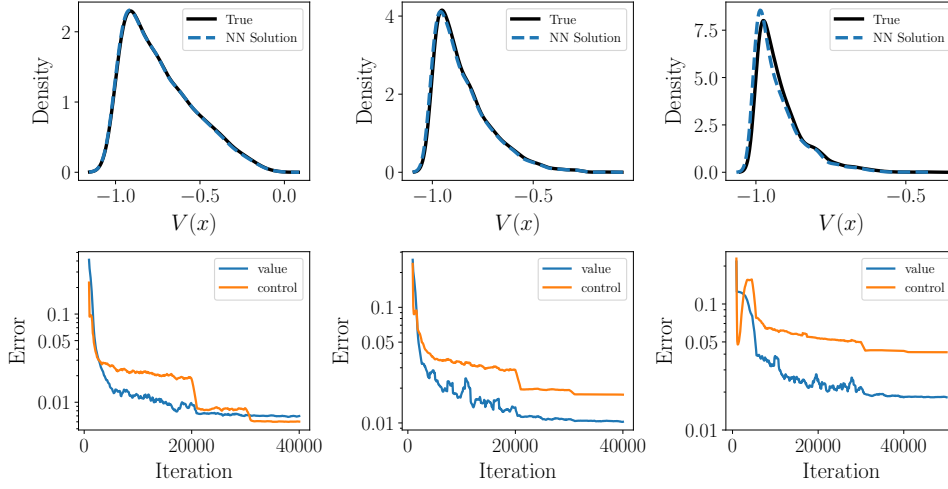 Density
2
1
0
−1.0
−0.5
0.0
V(x)
True
NN Solution
Density
4
2
0
−1.0
−0.5
V(x)
True
NN Solution
Density
7.5
5.0
2.5
0.0
−1.0
−0.5
V(x)
True
NN Solution
Error
0.1
0.05
0.01
0
20000
40000
Iteration
value
control
Error
0.1
0.05
0.01
0
20000
40000
Iteration
value
control
Error
0.1
0.05
0.01
0
20000
40000
Iteration
value
control